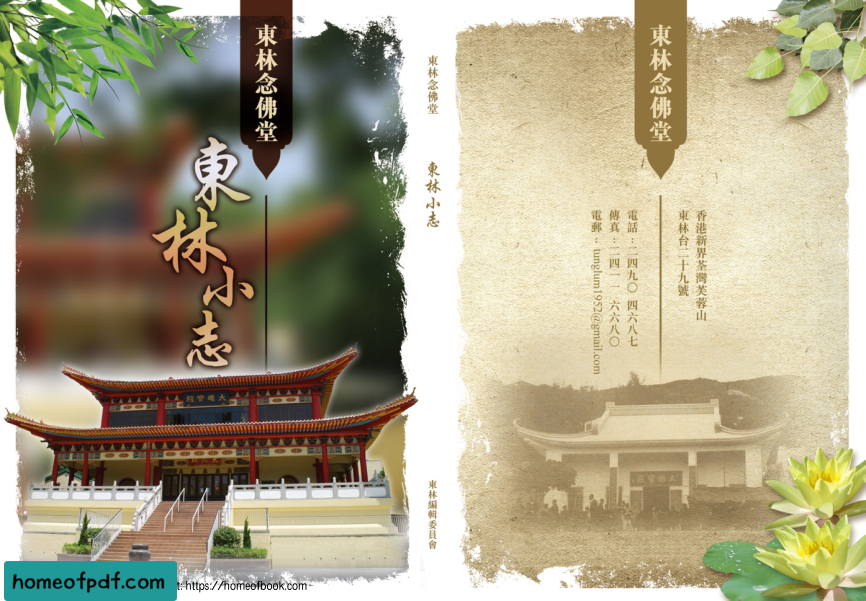 東林念佛堂
東林小志
大雄寶殿
東林念佛堂
東林小志
東林編輯委員會
東林念佛堂
香港新界荃灣芙蓉山
東林台二十九號
電話：二四九〇 四六八七
傳真：二四一一 六六八〇
電郵：tunglum1952@gmail.com
homeofpdf.com
t: https://homeofbook.com